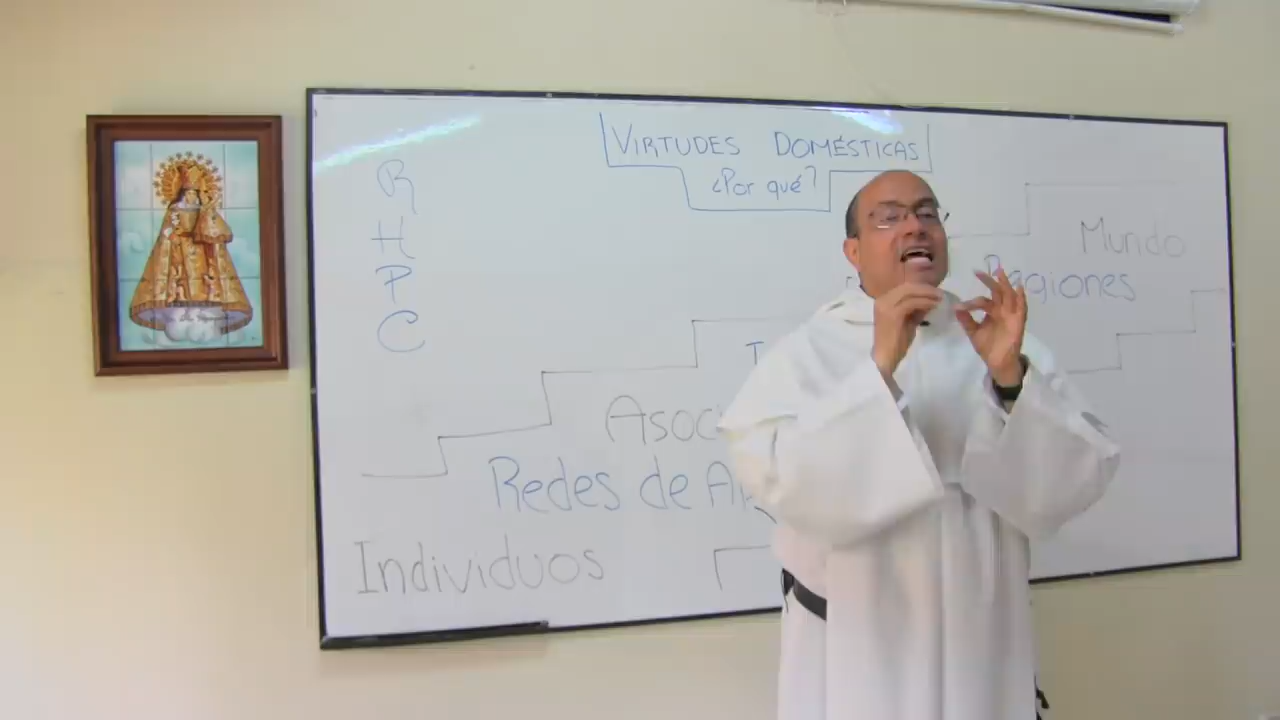 VIRTUDES DOMÉSTICAS
¿Por qué?
R
H
P
C
Mundo
Regiones
Redes de
Individuos